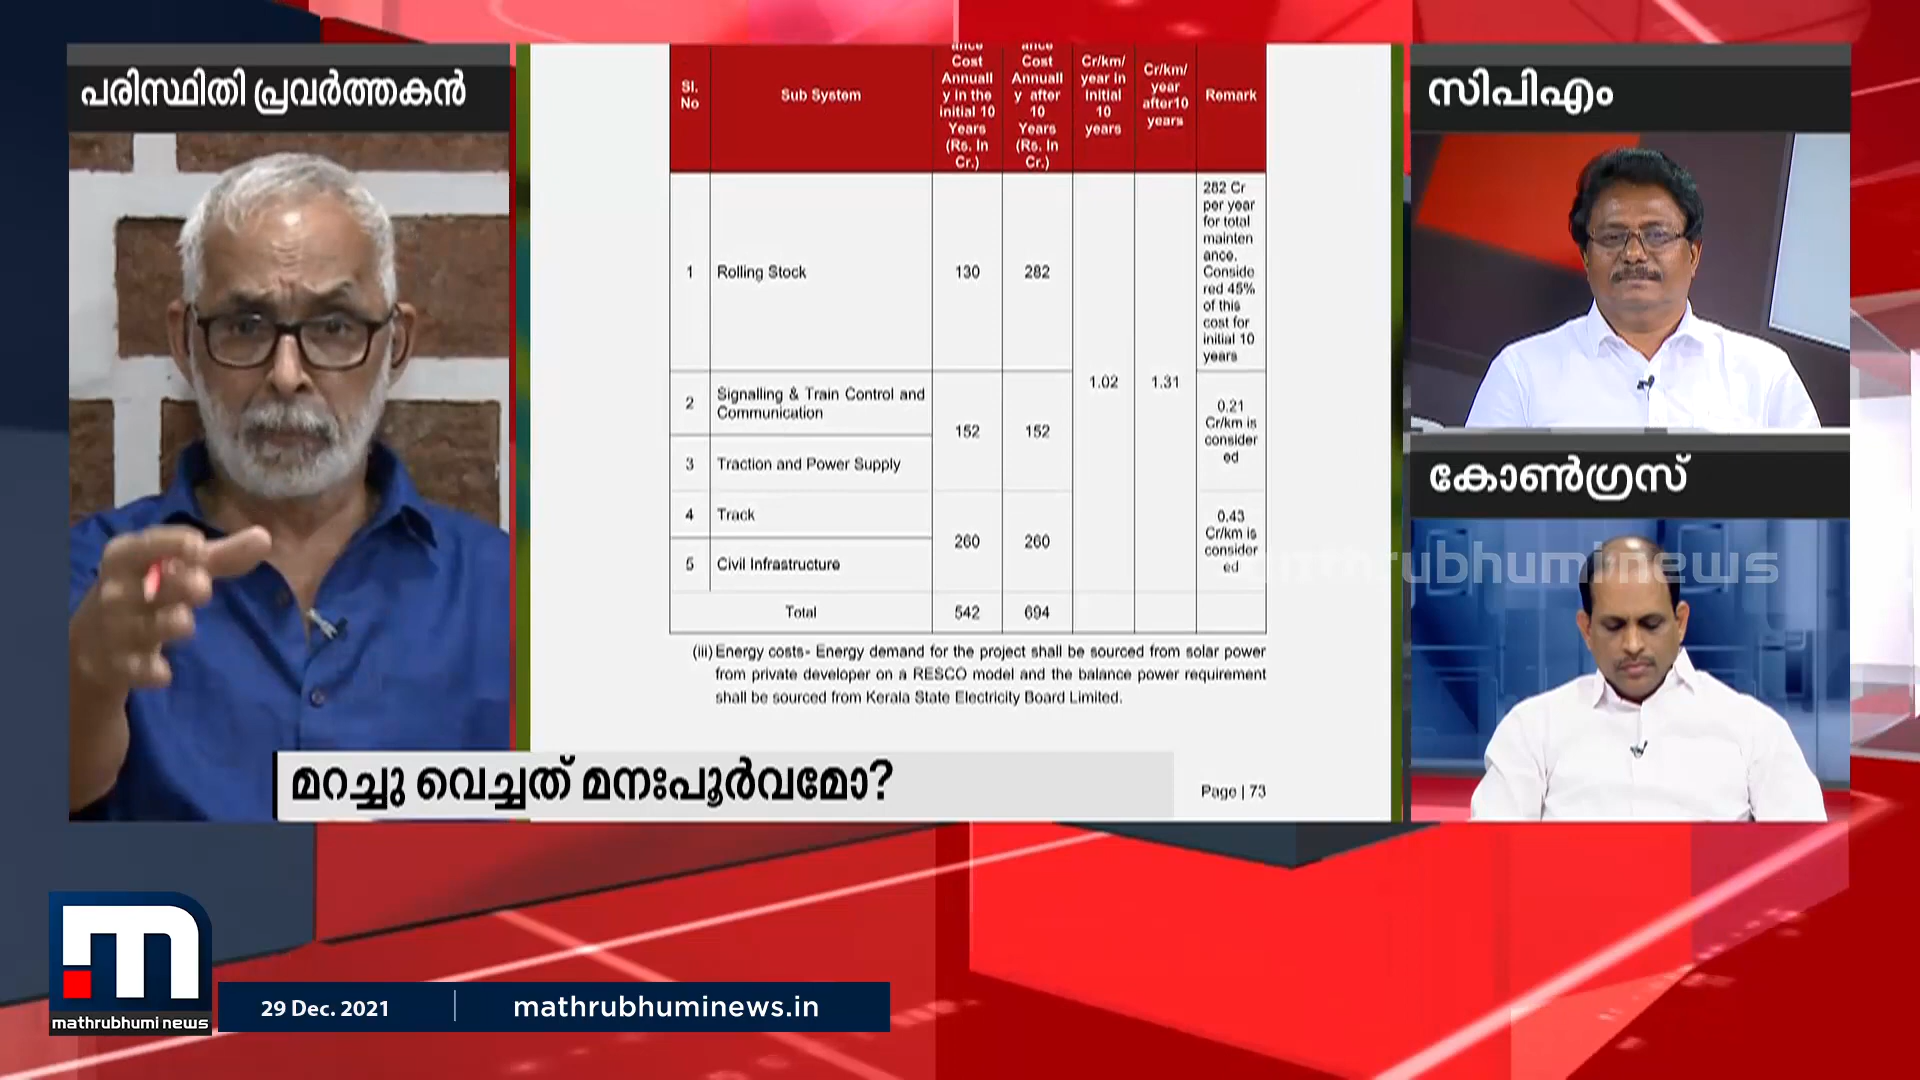 പരിസ്ഥിതി പ്രവർത്തകൻ
Sl.
No
Sub System
ance
Cost
Annuall
y in the
initial 10
Years
(Rs. In
Cr.)
ance
Cost
Annuall
y after
10
Years
(Rs. In
Cr.)
Cr/km/
year in
initial
10
years
Cr/km/
year
after10
years
Remark
1
Rolling Stock
130
282
282 Cr
per year
for total
mainten
ance.
Conside
red 45%
of this
cost for
initial 10
years
2
Signalling & Train Control and
Communication
152
152
1.02
1.31
0.21
Cr/km is
consider
ed
3
Traction and Power Supply
4
Track
260
260
0.43
Cr/km is
consider
ed
5
Civil Infrastructure
Total
542
694
(iii) Energy costs- Energy demand for the project shall be sourced from solar power
from private developer on a RESCO model and the balance power requirement
shall be sourced from Kerala State Electricity Board Limited.
Page | 73
സിപിഎം
കോൺഗ്രസ്
mathrubhuminews
മറച്ചു വെച്ചത് മനഃപൂർവമോ?
mathrubhumi news
29 Dec. 2021
mathrubhuminews.in